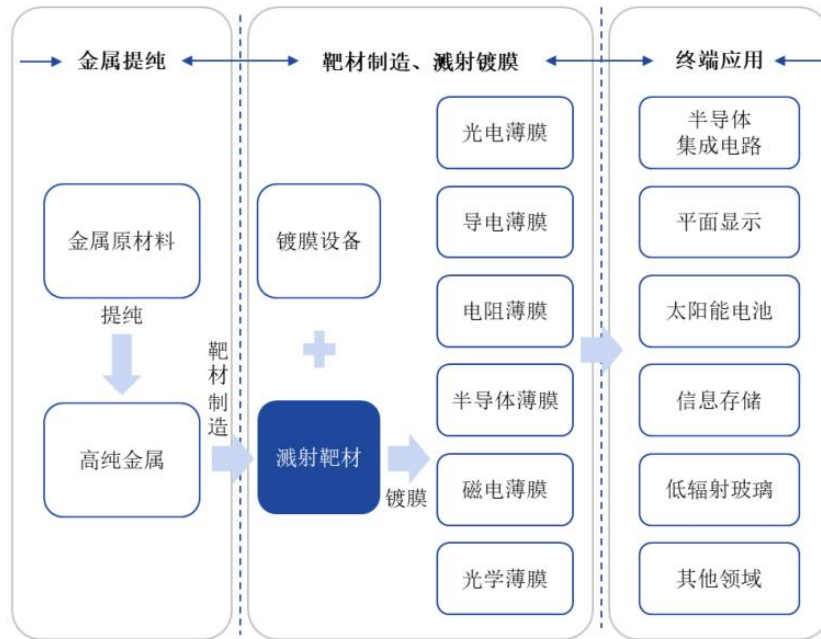 金属提纯
靶材制造、溅射镀膜
终端应用
金属原材料
提纯
高纯金属
靶材制造
镀膜设备
溅射靶材
镀膜
光电薄膜
导电薄膜
电阻薄膜
半导体薄膜
磁电薄膜
光学薄膜
半导体
集成电路
平面显示
太阳能电池
信息存储
低辐射玻璃
其他领域